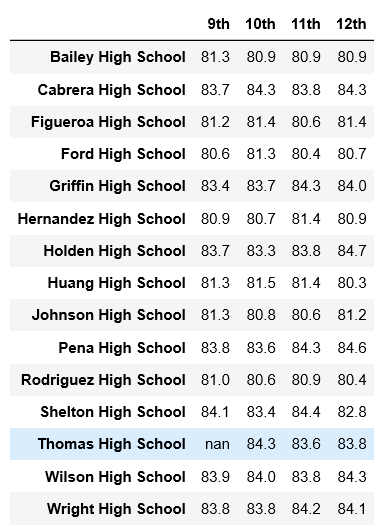 9th 10th 11th 12th
Bailey High School 81.3 80.9 80.9 80.9
Cabrera High School 83.7 84.3 83.8 84.3
Figueroa High School 81.2 81.4 80.6 81.4
Ford High School 80.6 81.3 80.4 80.7
Griffin High School 83.4 83.7 84.3 84.0
Hernandez High School 80.9 80.7 81.4 80.9
Holden High School 83.7 83.3 83.8 84.7
Huang High School 81.3 81.5 81.4 80.3
Johnson High School 81.3 80.8 80.6 81.2
Pena High School 83.8 83.6 84.3 84.6
Rodriguez High School 81.0 80.6 80.9 80.4
Shelton High School 84.1 83.4 84.4 82.8
Thomas High School nan 84.3 83.6 83.8
Wilson High School 83.9 84.0 83.8 84.3
Wright High School 83.8 83.8 84.2 84.1